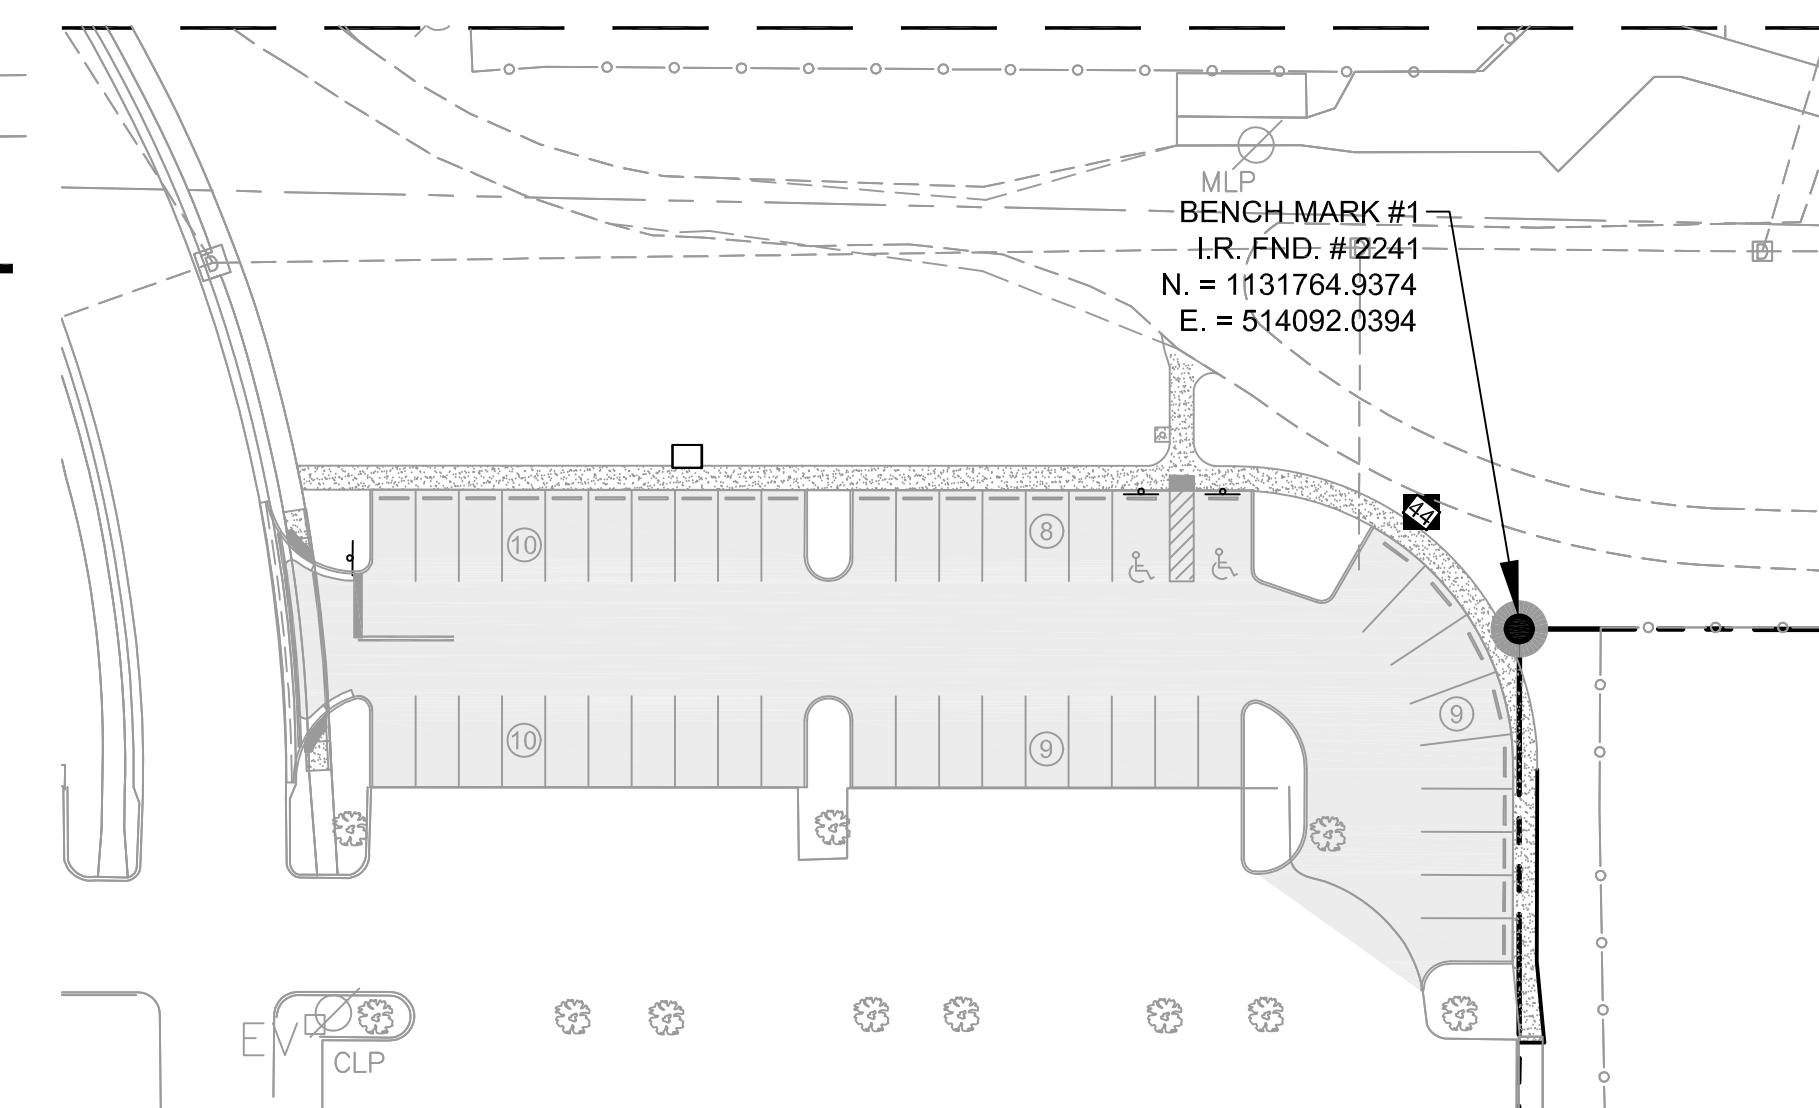 MLP
BENCH MARK #1
I.R. FND. # 2241
N. = 1131764.9374
E. = 514092.0394
D
D
44
10
8
9
10
9
EV
CLP